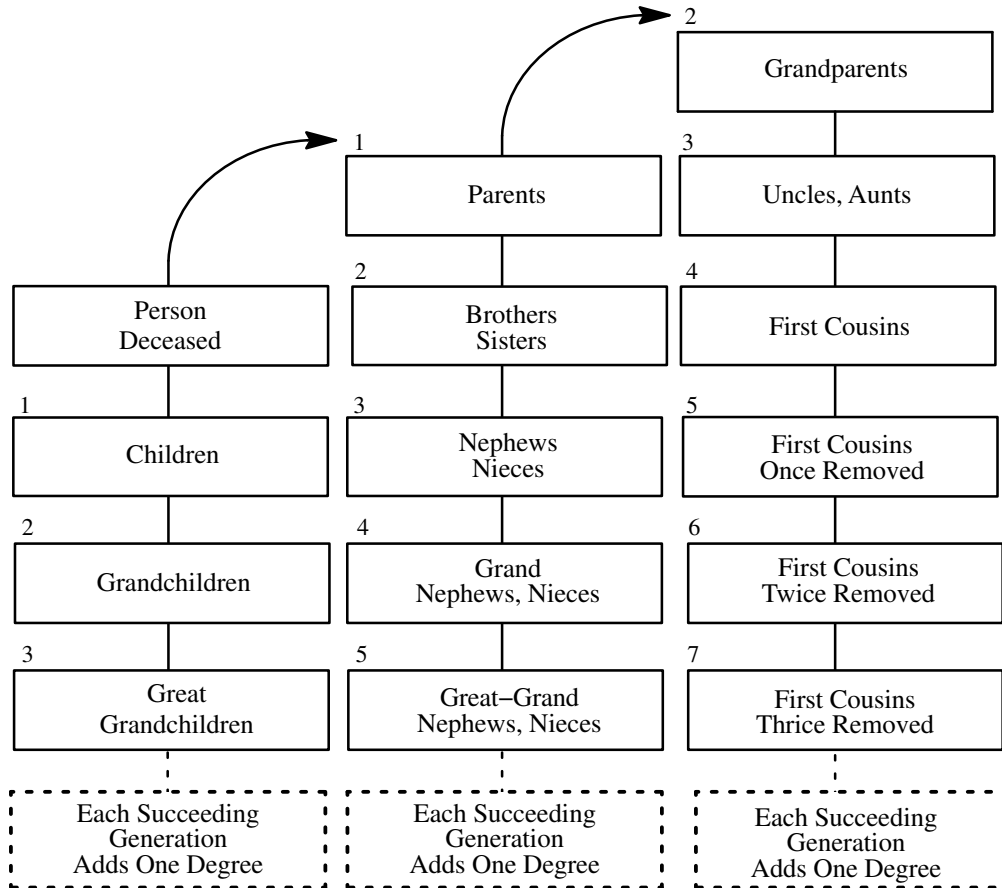 2
Grandparents
1
Parents
3
Uncles, Aunts
Person
Deceased
2
Brothers
Sisters
4
First Cousins
1
Children
3
Nephews
Nieces
5
First Cousins
Once Removed
2
Grandchildren
4
Grand
Nephews, Nieces
6
First Cousins
Twice Removed
3
Great
Grandchildren
5
Great−Grand
Nephews, Nieces
7
First Cousins
Thrice Removed
Each Succeeding
Generation
Adds One Degree
Each Succeeding
Generation
Adds One Degree
Each Succeeding
Generation
Adds One Degree